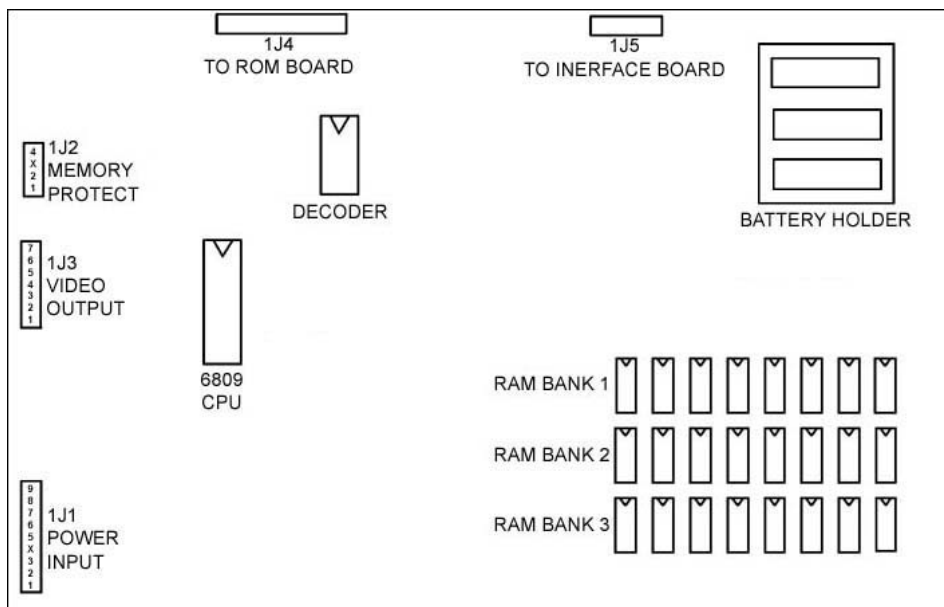 1J4
TO ROM BOARD
1J5
TO INERFACE BOARD
4
X
2
1
1J2
MEMORY
PROTECT
DECODER
BATTERY HOLDER
7
6
5
4
3
2
1
1J3
VIDEO
OUTPUT
6809
CPU
RAM BANK 1
RAM BANK 2
RAM BANK 3
9
8
7
6
5
X
3
2
1
1J1
POWER
INPUT